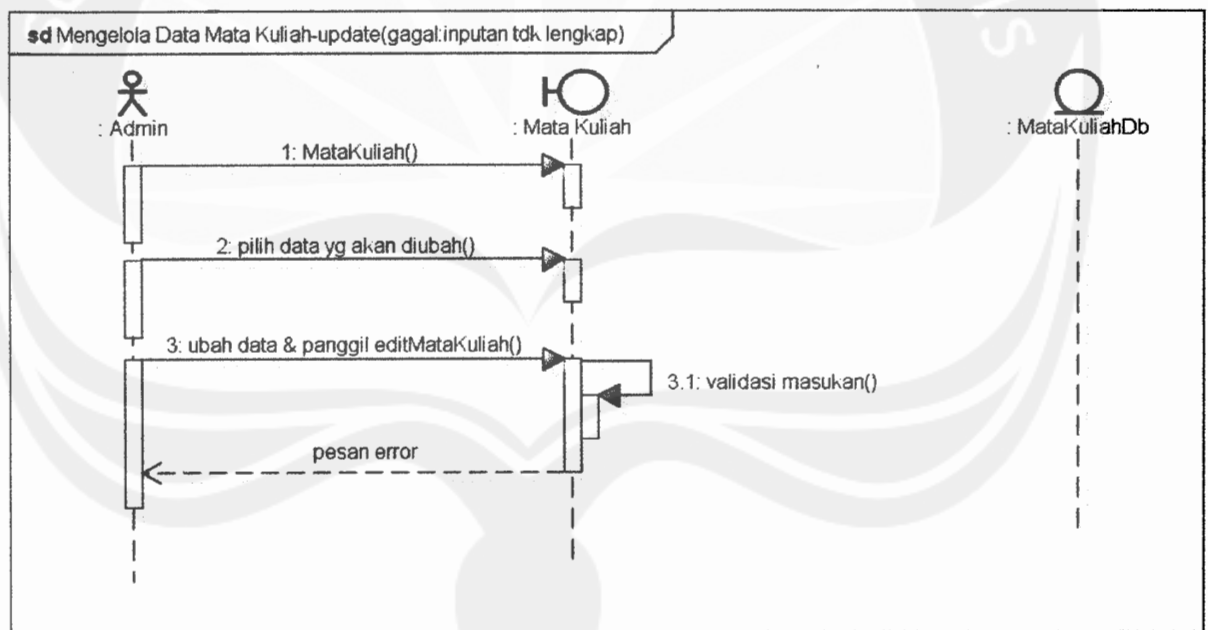 sd Mengelola Data Mata Kuliah-update(gagal:inputan tdk lengkap)
: Admin
: Mata Kuliah
: MataKuliahDb
1: MataKuliah()
2: pilih data yg akan diubah()
3: ubah data & panggil editMataKuliah()
3.1: validasi masukan()
pesan error